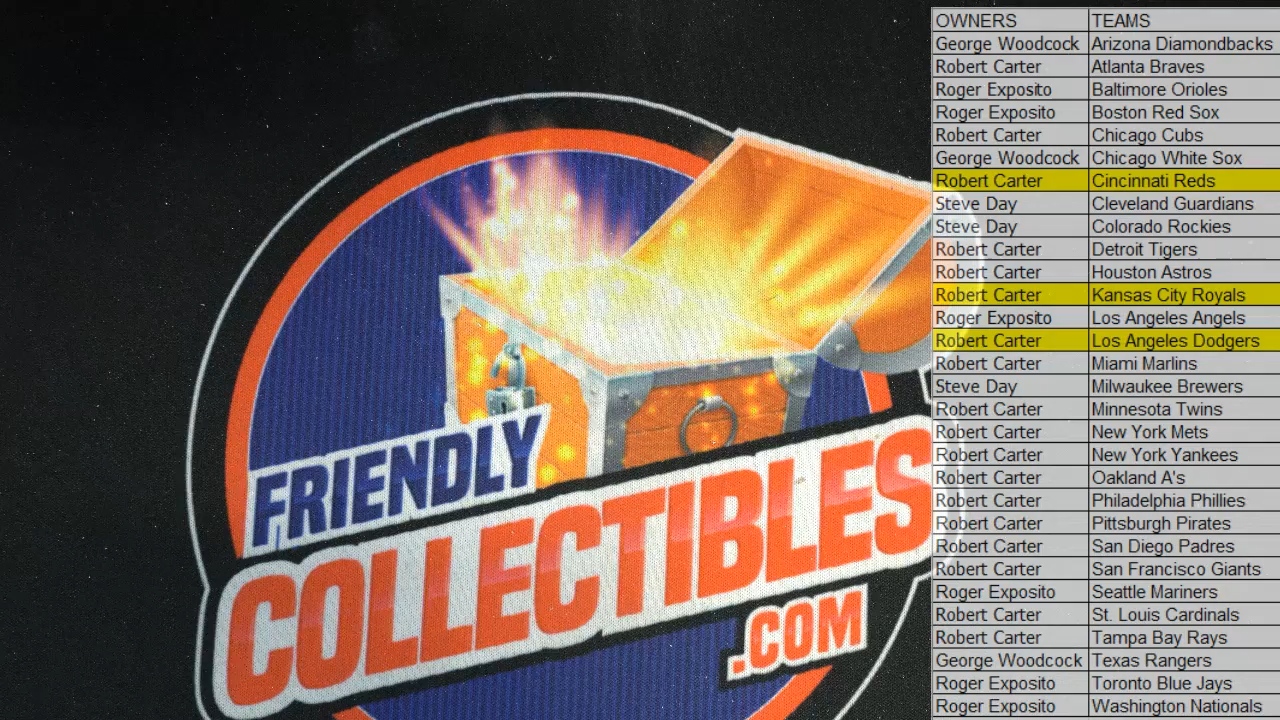 FRIENDLY
COLLECTIBLES
.COM
OWNERS TEAMS
George Woodcock Arizona Diamondbacks
Robert Carter Atlanta Braves
Roger Exposito Baltimore Orioles
Roger Exposito Boston Red Sox
Robert Carter Chicago Cubs
George Woodcock Chicago White Sox
Robert Carter Cincinnati Reds
Steve Day Cleveland Guardians
Steve Day Colorado Rockies
Robert Carter Detroit Tigers
Robert Carter Houston Astros
Robert Carter Kansas City Royals
Roger Exposito Los Angeles Angels
Robert Carter Los Angeles Dodgers
Robert Carter Miami Marlins
Steve Day Milwaukee Brewers
Robert Carter Minnesota Twins
Robert Carter New York Mets
Robert Carter New York Yankees
Robert Carter Oakland A's
Robert Carter Philadelphia Phillies
Robert Carter Pittsburgh Pirates
Robert Carter San Diego Padres
Robert Carter San Francisco Giants
Roger Exposito Seattle Mariners
Robert Carter St. Louis Cardinals
Robert Carter Tampa Bay Rays
George Woodcock Texas Rangers
Roger Exposito Toronto Blue Jays
Roger Exposito Washington Nationals